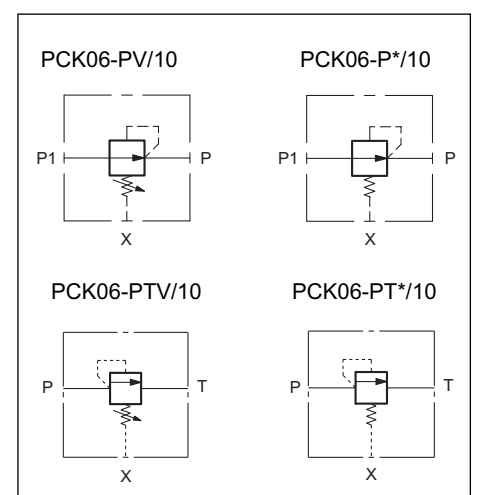 PCK06-PV/10 PCK06-P*/10
P1 P P1 P
X X
PCK06-PTV/10 PCK06-PT*/10
P T P T
X X